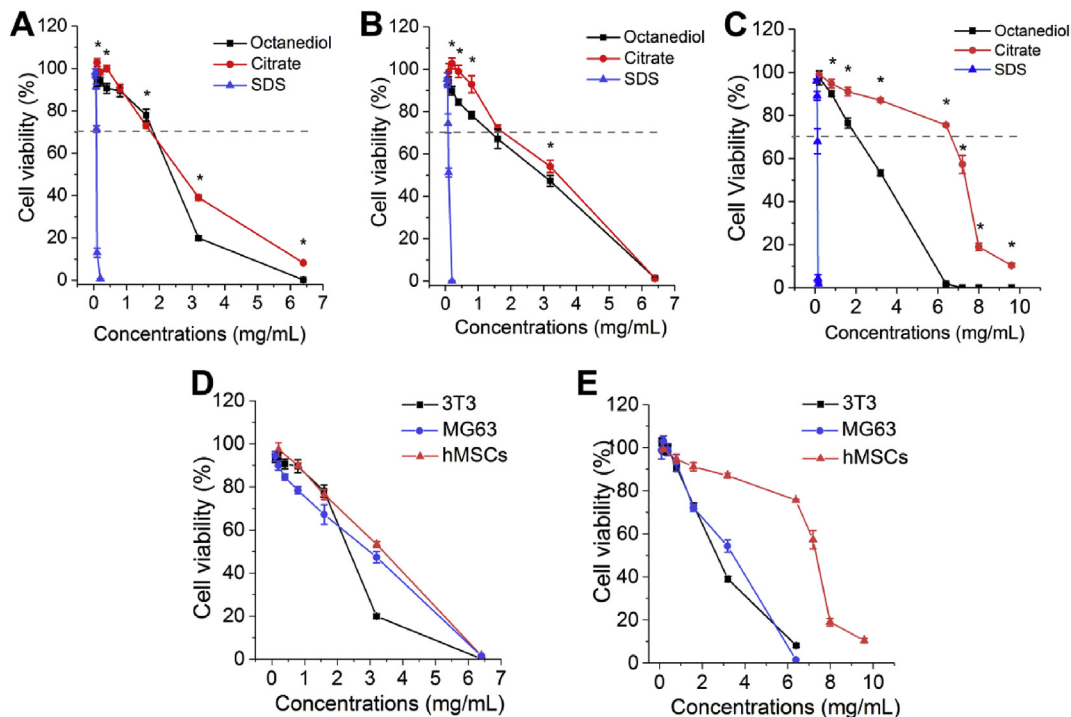 A
Cell viability (%)
120
100
80
60
40
20
0
* * * * *
Octanediol
Citrate
SDS
0 1 2 3 4 5 6 7
Concentrations (mg/mL)
B
Cell viability (%)
120
100
80
60
40
20
0
* * * *
Octanediol
Citrate
SDS
0 1 2 3 4 5 6 7
Concentrations (mg/mL)
C
Cell Viability (%)
120
100
80
60
40
20
0
* * * * * * *
Octanediol
Citrate
SDS
0 2 4 6 8 10
Concentrations (mg/mL)
D
Cell viability (%)
120
100
80
60
40
20
0
3T3
MG63
hMSCs
0 1 2 3 4 5 6 7
Concentrations (mg/mL)
E
Cell viability (%)
120
100
80
60
40
20
0
3T3
MG63
hMSCs
0 2 4 6 8 10
Concentrations (mg/mL)